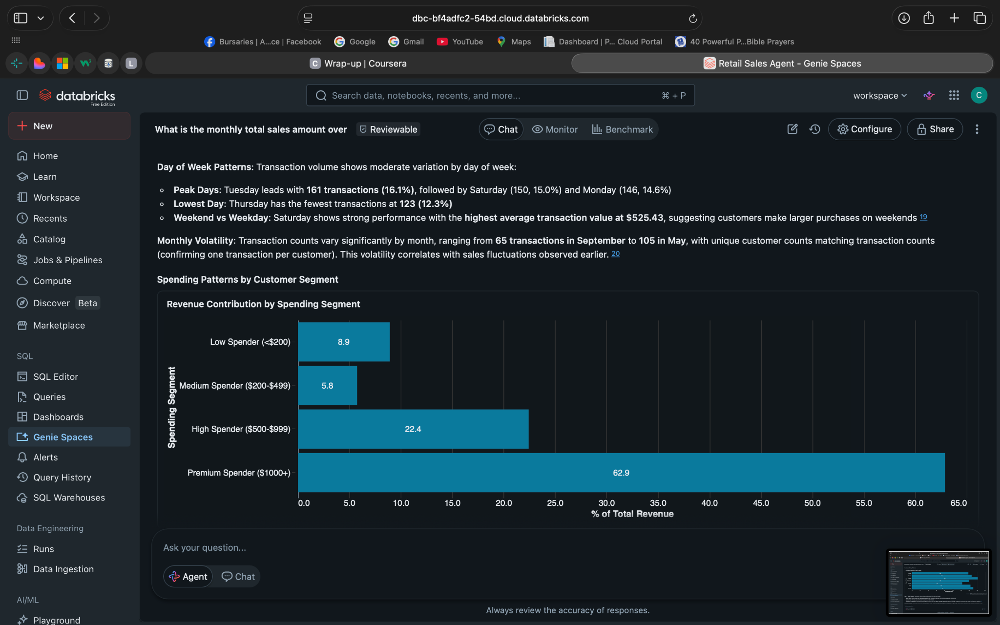 dbc-bf4adfc2-54bd.cloud.databricks.com
Bursaries | A...ce | Facebook
Google
Gmail
YouTube
Maps
Dashboard | P... Cloud Portal
40 Powerful P...Bible Prayers
L
C Wrap-up | Coursera
Retail Sales Agent - Genie Spaces
databricks
Free Edition
Search data, notebooks, recents, and more...
⌘ + P
workspace
C
New
Home
Learn
Workspace
Recents
Catalog
Jobs & Pipelines
Compute
Discover Beta
Marketplace
SQL
SQL Editor
Queries
Dashboards
Genie Spaces
Alerts
Query History
SQL Warehouses
Data Engineering
Runs
Data Ingestion
AI/ML
Playground
What is the monthly total sales amount over
Reviewable
Chat
Monitor
Benchmark
Configure
Share
Day of Week Patterns: Transaction volume shows moderate variation by day of week:
Peak Days: Tuesday leads with 161 transactions (16.1%), followed by Saturday (150, 15.0%) and Monday (146, 14.6%)
Lowest Day: Thursday has the fewest transactions at 123 (12.3%)
Weekend vs Weekday: Saturday shows strong performance with the highest average transaction value at $525.43, suggesting customers make larger purchases on weekends 19
Monthly Volatility: Transaction counts vary significantly by month, ranging from 65 transactions in September to 105 in May, with unique customer counts matching transaction counts
(confirming one transaction per customer). This volatility correlates with sales fluctuations observed earlier. 20
Spending Patterns by Customer Segment
Revenue Contribution by Spending Segment
Spending Segment
Low Spender (<$200)
8.9
Medium Spender ($200-$499)
5.8
High Spender ($500-$999)
22.4
Premium Spender ($1000+)
62.9
0.0 5.0 10.0 15.0 20.0 25.0 30.0 35.0 40.0 45.0 50.0 55.0 60.0 65.0
% of Total Revenue
Ask your question...
Agent
Chat
Always review the accuracy of responses.